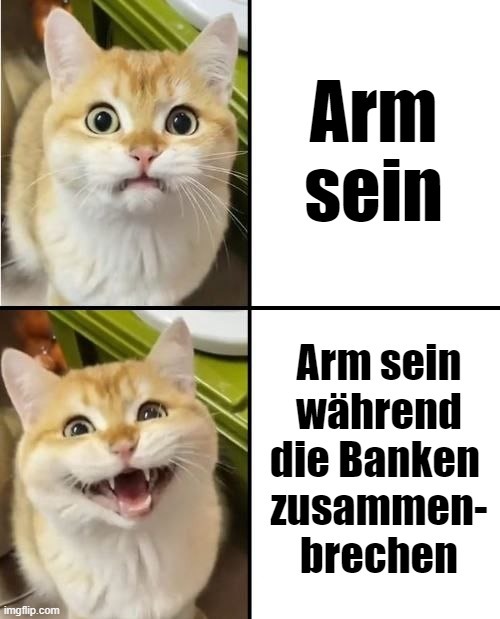 Arm
sein
Arm sein
während
die Banken
zusammen-
brechen
imgflip.com